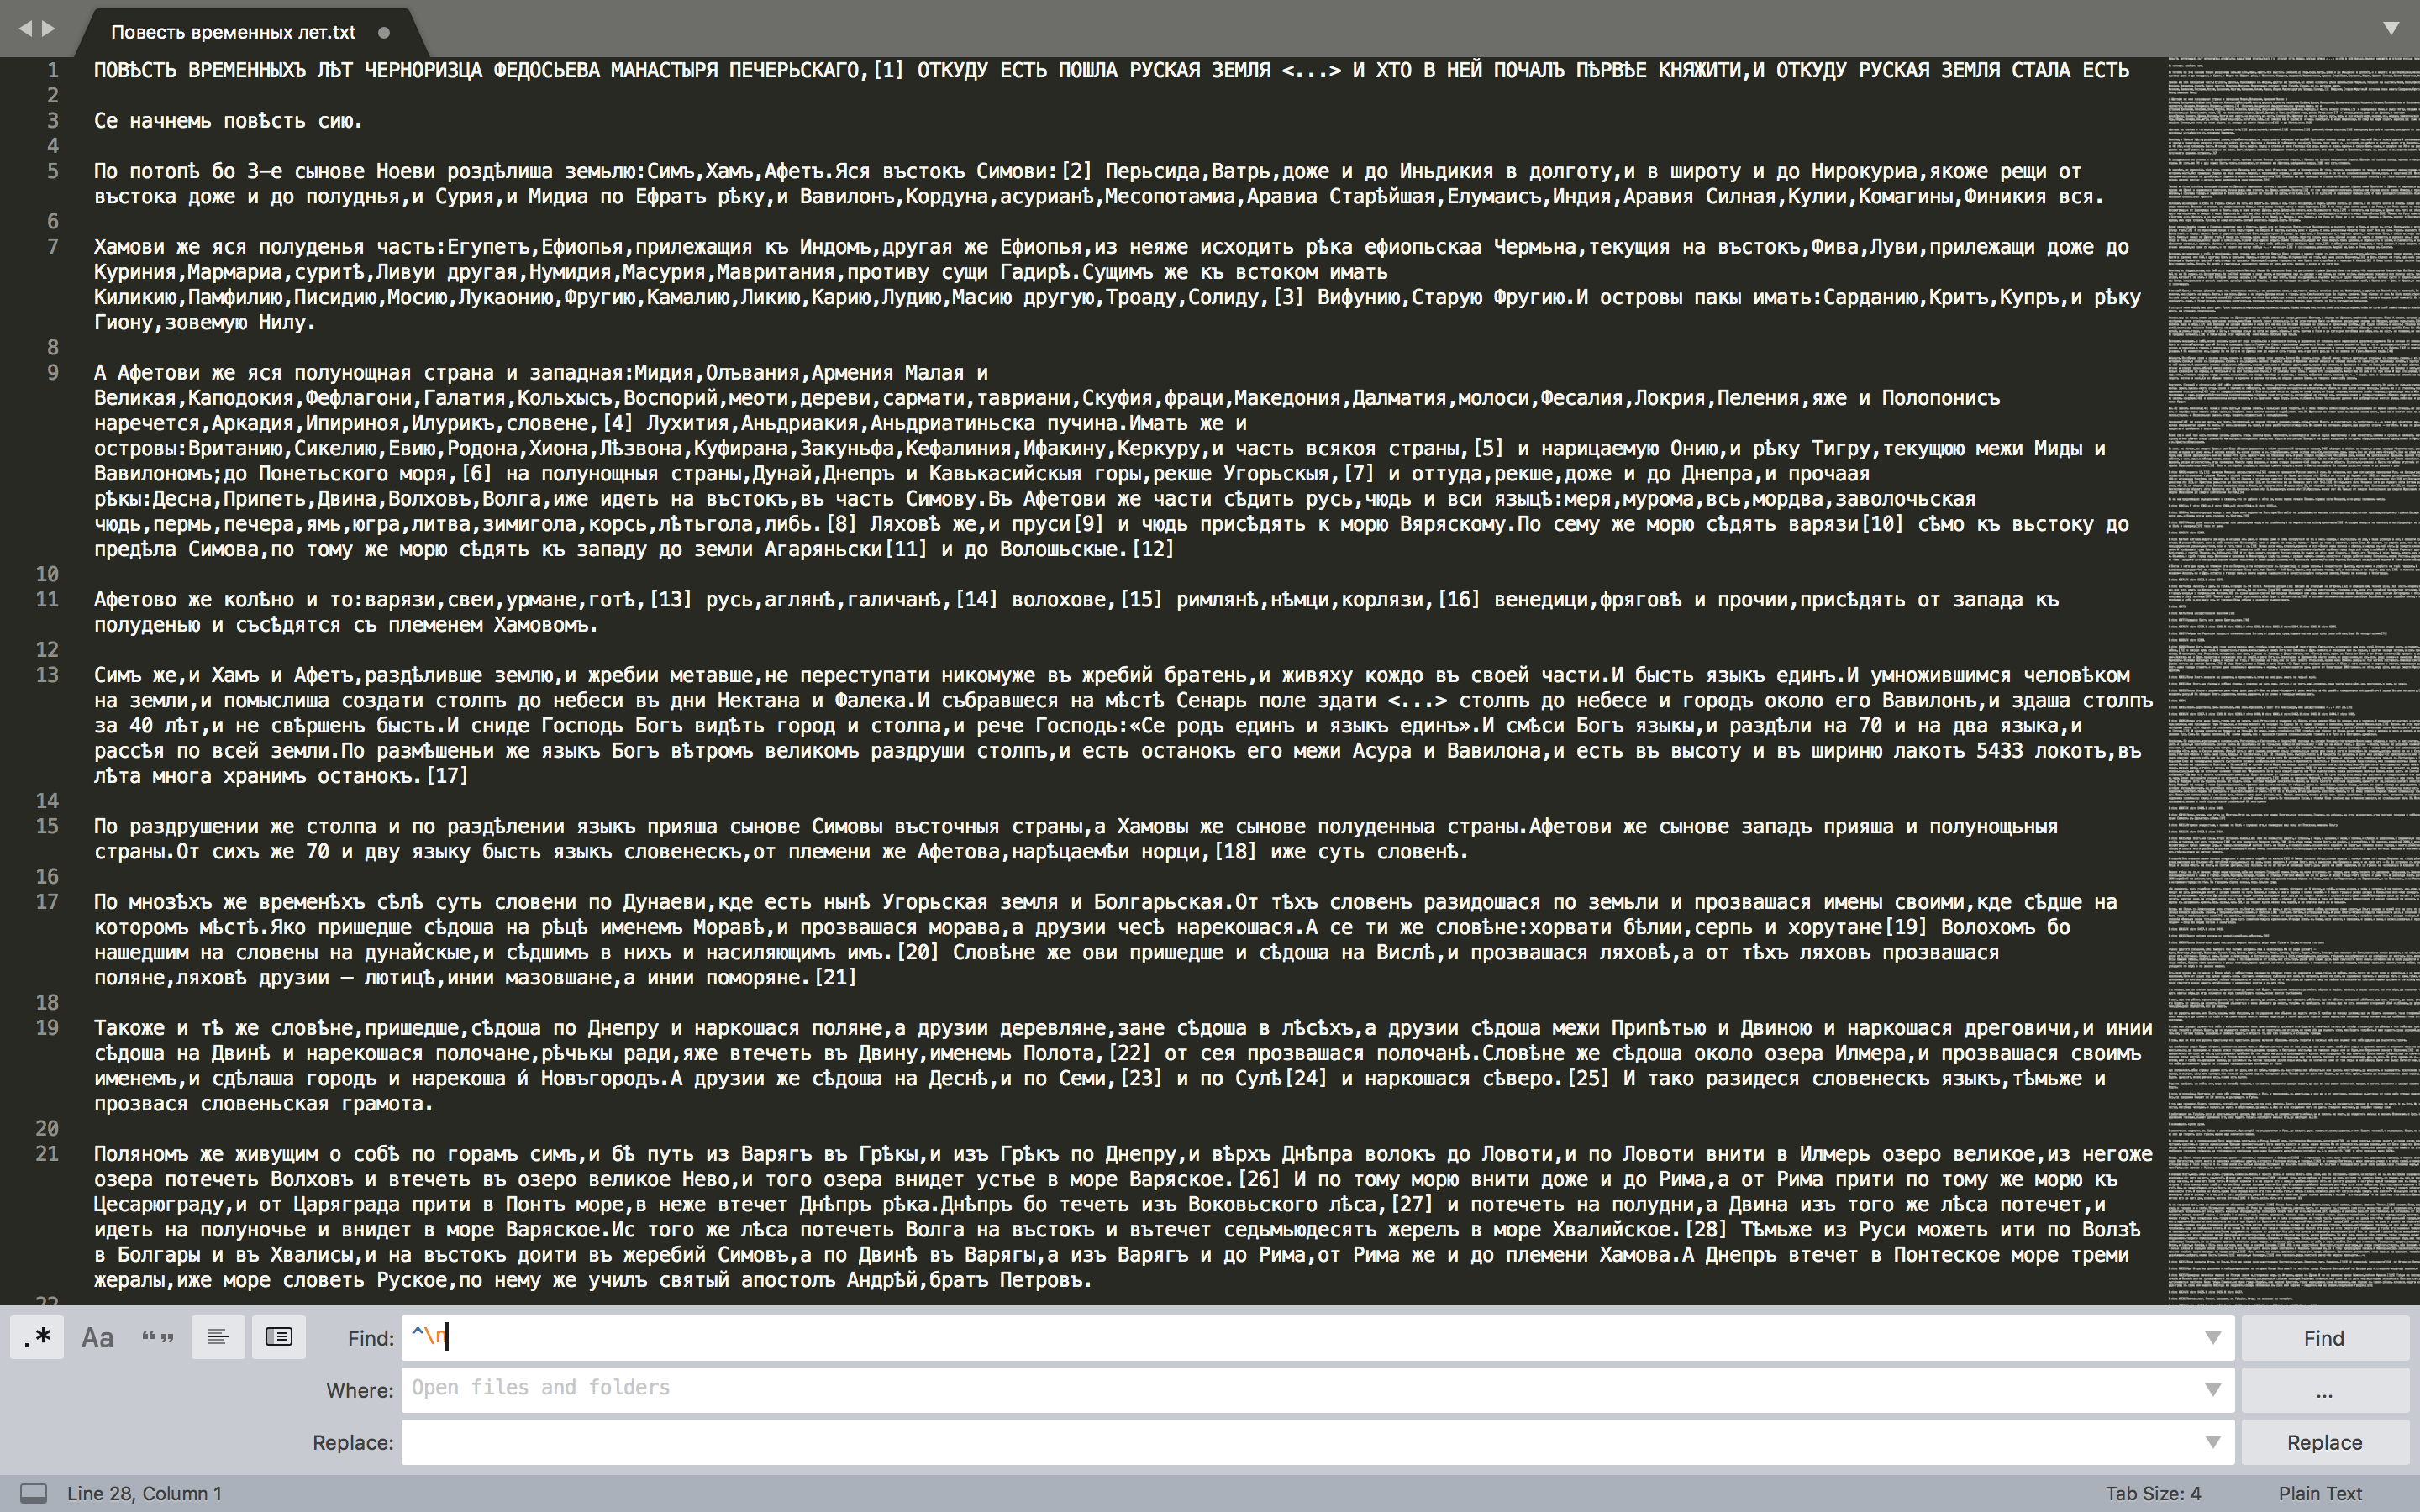 Повесть временных лет.txt
1 ПОВѢСТЬ ВРЕМЕННЫХЪ ЛѢТ ЧЕРНОРИЗЦА ФЕДОСЬЕВА МАНАСТЫРЯ ПЕЧЕРЬСКАГО,[1] ОТКУДУ ЕСТЬ ПОШЛА РУСКАЯ ЗЕМЛЯ <...> И ХТО В НЕЙ ПОЧАЛЪ ПѢРВѢЕ КНЯЖИТИ,И ОТКУДУ РУСКАЯ ЗЕМЛЯ СТАЛА ЕСТЬ
2
3 Се начнемь повѣсть сию.
4
5 По потопѣ бо 3-е сынове Ноеви роздѣлиша земьлю:Симъ,Хамъ,Афетъ.Яся въстокъ Симови:[2] Перьсида,Ватрь,доже и до Иньдикия в долготу,и в широту и до Нирокуриа,якоже рещи от
въстока доже и до полуднья,и Сурия,и Мидиа по Ефратъ рѣку,и Вавилонъ,Кордуна,асурианѣ,Месопотамиа,Аравиа Старѣйшая,Елумаисъ,Индия,Аравия Силная,Кулии,Комагины,Финикия вся.
6
7 Хамови же яся полуденья часть:Егупетъ,Ефиопья,прилежащия къ Индомъ,другая же Ефиопья,из неяже исходить рѣка ефиопьскаа Чермьна,текущия на въстокъ,Фива,Луви,прилежащи доже до
Куриния,Мармариа,суритѣ,Ливуи другая,Нумидия,Масурия,Мавритания,противу сущи Гадирѣ.Сущимъ же къ встоком имать
Киликию,Памфилию,Писидию,Мосию,Лукаонию,Фругию,Камалию,Ликию,Карию,Лудию,Масию другую,Троаду,Солиду,[3] Вифунию,Старую Фругию.И островы пакы имать:Сарданию,Критъ,Купръ,и рѣку
Гиону,зовемую Нилу.
8
9 А Афетови же яся полунощная страна и западная:Мидия,Олъвания,Армения Малая и
Великая,Каподокия,Фефлагони,Галатия,Кольхысъ,Воспорий,меоти,дереви,сармати,тавриани,Скуфия,фраци,Македония,Далматия,молоси,Фесалия,Локрия,Пеления,яже и Полопонисъ
наречется,Аркадия,Ипириноя,Илурикъ,словене,[4] Лухития,Аньдриакия,Аньдриатиньска пучина.Имать же и
островы:Вританию,Сикелию,Евию,Родона,Хиона,Лѣзвона,Куфирана,Закуньфа,Кефалиния,Ифакину,Керкуру,и часть всякоя страны,[5] и нарицаемую Онию,и рѣку Тигру,текущюю межи Миды и
Вавилономъ;до Понетьского моря,[6] на полунощныя страны,Дунай,Днепръ и Кавькасийскыя горы,рекше Угорьскыя,[7] и оттуда,рекше,доже и до Днепра,и прочаая
рѣкы:Десна,Припеть,Двина,Волховъ,Волга,иже идеть на въстокъ,въ часть Симову.Въ Афетови же части сѣдить русь,чюдь и вси языцѣ:меря,мурома,всь,мордва,заволочьская
чюдь,пермь,печера,ямь,югра,литва,зимигола,корсь,лѣтьгола,либь.[8] Ляховѣ же,и пруси[9] и чюдь присѣдять к морю Вяряскому.По сему же морю сѣдять варязи[10] сѣмо къ вьстоку до
предѣла Симова,по тому же морю сѣдять къ западу до земли Агаряньски[11] и до Волошьскые.[12]
10
11 Афетово же колѣно и то:варязи,свеи,урмане,готѣ,[13] русь,аглянѣ,галичанѣ,[14] волохове,[15] римлянѣ,нѣмци,корлязи,[16] венедици,фряговѣ и прочии,присѣдять от запада къ
полуденью и съсѣдятся съ племенем Хамовомъ.
12
13 Симъ же,и Хамъ и Афетъ,раздѣливше землю,и жребии метавше,не переступати никомуже въ жребий братень,и живяху кождо въ своей части.И бысть языкъ единъ.И умножившимся человѣком
на земли,и помыслиша создати столпъ до небеси въ дни Нектана и Фалека.И събравшеся на мѣстѣ Сенарь поле здати <...> столпъ до небесе и городъ около его Вавилонъ,и здаша столпъ
за 40 лѣт,и не свѣршенъ бысть.И сниде Господь Богъ видѣть город и столпа,и рече Господь:«Се родъ единъ и языкъ единъ».И смѣси Богъ языкы,и раздѣли на 70 и на два языка,и
рассѣя по всей земли.По размѣшеньи же языкъ Богъ вѣтромъ великомъ раздруши столпъ,и есть останокъ его межи Асура и Вавилона,и есть въ высоту и въ шириню лакотъ 5433 локотъ,въ
лѣта многа хранимъ останокъ.[17]
14
15 По раздрушении же столпа и по раздѣлении языкъ прияша сынове Симовы въсточныя страны,а Хамовы же сынове полуденныа страны.Афетови же сынове западъ прияша и полунощьныя
страны.От сихъ же 70 и дву языку бысть языкъ словенескъ,от племени же Афетова,нарѣцаемѣи норци,[18] иже суть словенѣ.
16
17 По мнозѣхъ же временѣхъ сѣлѣ суть словени по Дунаеви,кде есть нынѣ Угорьская земля и Болгарьская.От тѣхъ словенъ разидошася по земьли и прозвашася имены своими,кде сѣдше на
которомъ мѣстѣ.Яко пришедше сѣдоша на рѣцѣ именемъ Моравѣ,и прозвашася морава,а друзии чесѣ нарекошася.А се ти же словѣне:хорвати бѣлии,серпь и хорутане[19] Волохомъ бо
нашедшим на словены на дунайскые,и сѣдшимъ в нихъ и насиляющимъ имъ.[20] Словѣне же ови пришедше и сѣдоша на Вислѣ,и прозвашася ляховѣ,а от тѣхъ ляховъ прозвашася
поляне,ляховѣ друзии — лютицѣ,инии мазовшане,а инии поморяне.[21]
18
19 Такоже и тѣ же словѣне,пришедше,сѣдоша по Днепру и наркошася поляне,а друзии деревляне,зане сѣдоша в лѣсѣхъ,а друзии сѣдоша межи Припѣтью и Двиною и наркошася дреговичи,и инии
сѣдоша на Двинѣ и нарекошася полочане,рѣчькы ради,яже втечеть въ Двину,именемь Полота,[22] от сея прозвашася полочанѣ.Словѣне же сѣдоша около озера Илмера,и прозвашася своимъ
именемъ,и сдѣлаша городъ и нарекоша и́ Новъгородъ.А друзии же сѣдоша на Деснѣ,и по Семи,[23] и по Сулѣ[24] и наркошася сѣверо.[25] И тако разидеся словенескъ языкъ,тѣмьже и
прозвася словеньская грамота.
20
21 Поляномъ же живущим о собѣ по горамъ симъ,и бѣ путь из Варягъ въ Грѣкы,и изъ Грѣкъ по Днепру,и вѣрхъ Днѣпра волокъ до Ловоти,и по Ловоти внити в Илмерь озеро великое,из негоже
озера потечеть Волховъ и втечеть въ озеро великое Нево,и того озера внидет устье в море Варяское.[26] И по тому морю внити доже и до Рима,а от Рима прити по тому же морю къ
Цесарюграду,и от Царяграда прити в Понтъ море,в неже втечет Днѣпръ рѣка.Днѣпръ бо течеть изъ Воковьского лѣса,[27] и потечеть на полудни,а Двина изъ того же лѣса потечет,и
идеть на полуночье и внидет в море Варяское.Ис того же лѣса потечеть Волга на въстокъ и вътечет седьмьюдесятъ жерелъ в море Хвалийское.[28] Тѣмьже из Руси можеть ити по Волзѣ
в Болгары и въ Хвалисы,и на въстокъ доити въ жеребий Симовъ,а по Двинѣ въ Варягы,а изъ Варягъ и до Рима,от Рима же и до племени Хамова.А Днепръ втечет в Понтеское море треми
жералы,иже море словеть Руское,по нему же училъ святый апостолъ Андрѣй,братъ Петровъ.
22
.* Aa “” Find: ^\n Find
Where: Open files and folders ...
Replace: Replace
Line 28, Column 1 Tab Size: 4 Plain Text